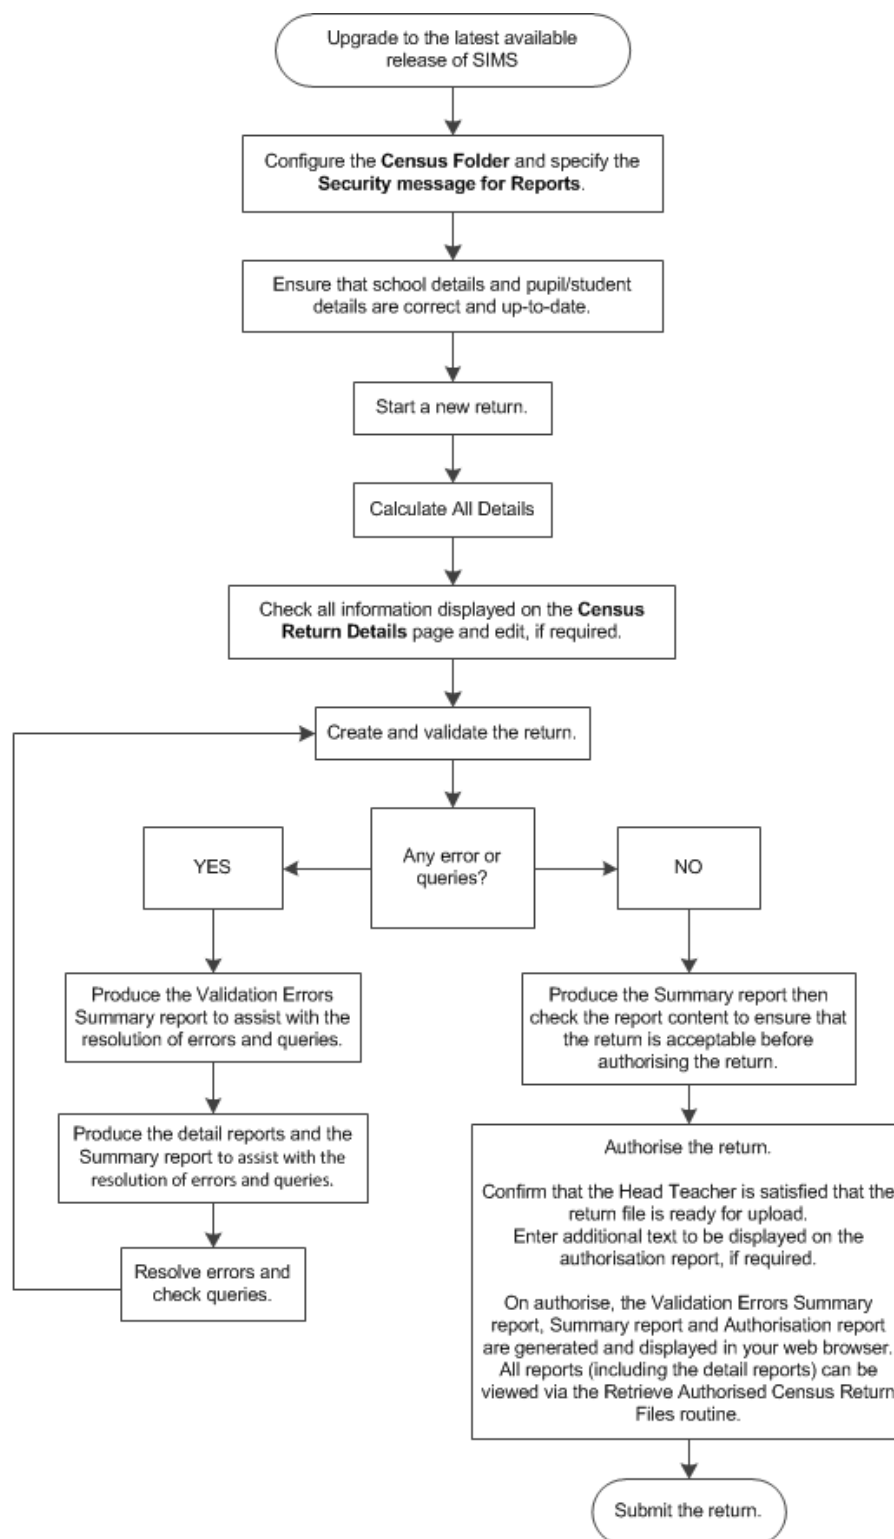 Upgrade to the latest available
release of SIMS
Configure the Census Folder and specify the
Security message for Reports.
Ensure that school details and pupil/student
details are correct and up-to-date.
Start a new return.
Calculate All Details
Check all information displayed on the Census
Return Details page and edit, if required.
Create and validate the return.
Any error or
queries?
YES
NO
Produce the Validation Errors
Summary report to assist with the
resolution of errors and queries.
Produce the detail reports and the
Summary report to assist with the
resolution of errors and queries.
Resolve errors and
check queries.
Produce the Summary report then
check the report content to ensure that
the return is acceptable before
authorising the return.
Authorise the return.
Confirm that the Head Teacher is satisfied that the
return file is ready for upload.
Enter additional text to be displayed on the
authorisation report, if required.
On authorise, the Validation Errors Summary
report, Summary report and Authorisation report
are generated and displayed in your web browser.
All reports (including the detail reports) can be
viewed via the Retrieve Authorised Census Return
Files routine.
Submit the return.